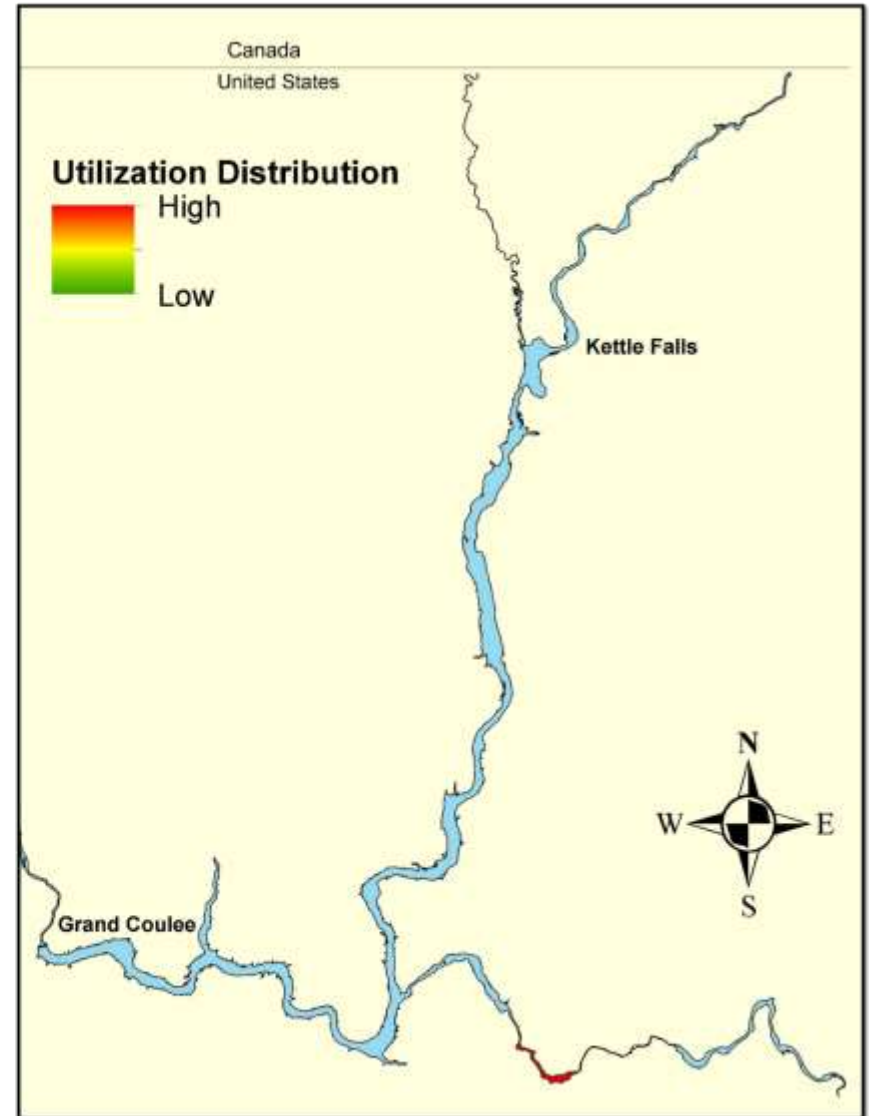 Canada
United States
Utilization Distribution
High
Low
Kettle Falls
N
W
E
S
Grand Coulee